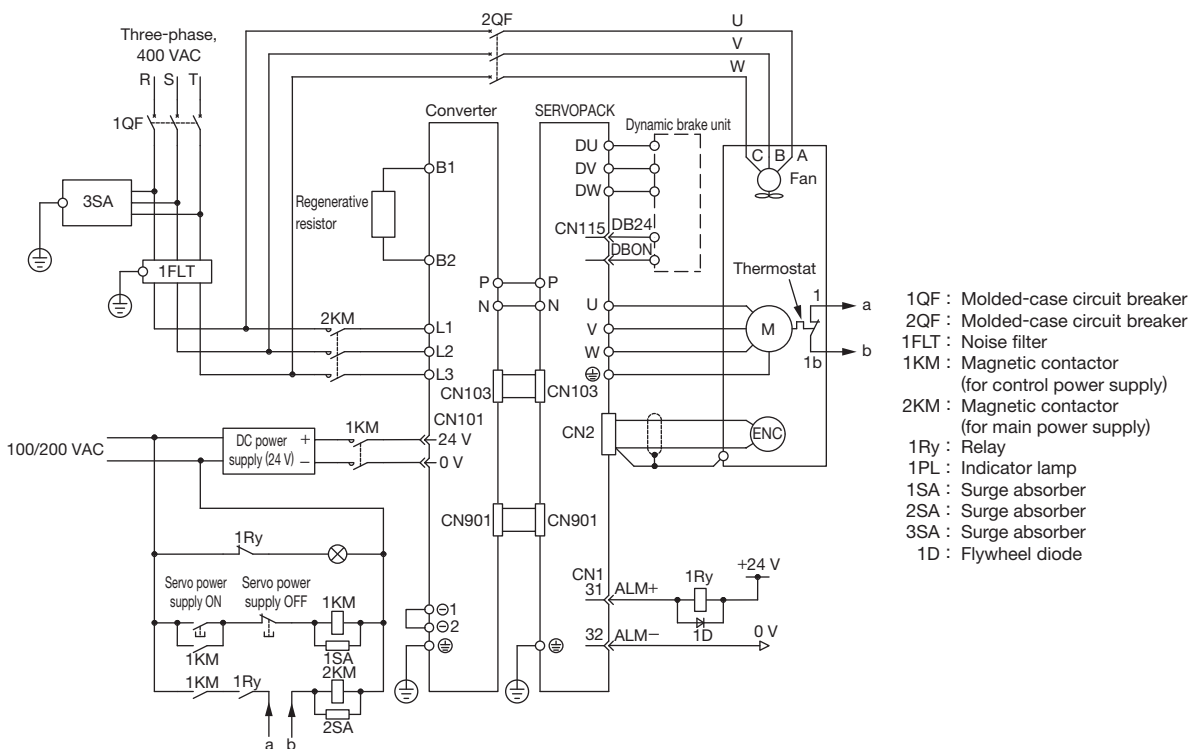 2QF
U
V
W
Three-phase,
400 VAC
R S T
1QF
3SA
1FLT
Converter
SERVOPACK
Dynamic brake unit
DU
DV
DW
CN115
DB24
DBON
C B A
Fan
B1
Regenerative
resistor
B2
P P
N N
Thermostat
1
a
U
V
M
W
1b
b
2KM
L1
L2
L3
CN103 CN103
CN101
100/200 VAC
DC power
supply (24 V)
+
−
1KM
24 V
0 V
CN2
ENC
CN901 CN901
1Ry
Servo power
supply ON
Servo power
supply OFF
1KM
1KM
1SA
2KM
1KM
1Ry
2SA
a b
⊖1
⊖2
CN1
31 ALM+
1Ry
+24 V
1D
32 ALM−
0 V
1QF : Molded-case circuit breaker
2QF : Molded-case circuit breaker
1FLT : Noise filter
1KM : Magnetic contactor
(for control power supply)
2KM : Magnetic contactor
(for main power supply)
1Ry : Relay
1PL : Indicator lamp
1SA : Surge absorber
2SA : Surge absorber
3SA : Surge absorber
1D : Flywheel diode